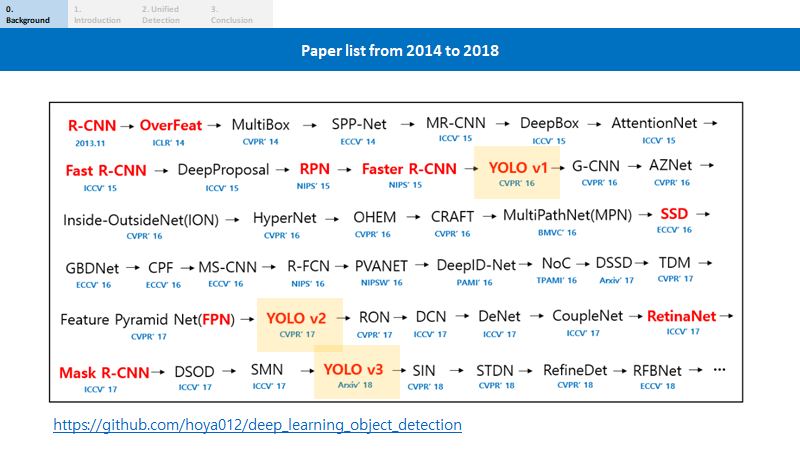 0.
Background
1.
Introduction
2. Unified
Detection
3.
Conclusion
Paper list from 2014 to 2018
R-CNN → OverFeat → MultiBox → SPP-Net → MR-CNN → DeepBox → AttentionNet →
2013.11 ICLR' 14 CVPR' 14 ECCV' 14 ICCV' 15 ICCV' 15 ICCV' 15
Fast R-CNN → DeepProposal → RPN → Faster R-CNN → YOLO v1 → G-CNN → AZNet →
ICCV' 15 ICCV' 15 NIPS' 15 NIPS' 15 CVPR' 16 CVPR' 16 CVPR' 16
Inside-OutsideNet(ION) → HyperNet → OHEM → CRAFT → MultiPathNet(MPN) → SSD →
CVPR' 16 CVPR' 16 CVPR' 16 CVPR' 16 BMVC' 16 ECCV' 16
GBDNet → CPF → MS-CNN → R-FCN → PVANET → DeepID-Net → NoC → DSSD → TDM →
ECCV' 16 ECCV' 16 ECCV' 16 NIPS' 16 NIPSW' 16 PAMI' 16 TPAMI' 16 Arxiv' 17 CVPR' 17
Feature Pyramid Net(FPN) → YOLO v2 → RON → DCN → DeNet → CoupleNet → RetinaNet →
CVPR' 17 CVPR' 17 CVPR' 17 ICCV' 17 ICCV' 17 ICCV' 17 ICCV' 17
Mask R-CNN → DSOD → SMN → YOLO v3 → SIN → STDN → RefineDet → RFBNet → ···
ICCV' 17 ICCV' 17 ICCV' 17 Arxiv' 18 CVPR' 18 CVPR' 18 CVPR' 18 ECCV' 18
https://github.com/hoya012/deep_learning_object_detection